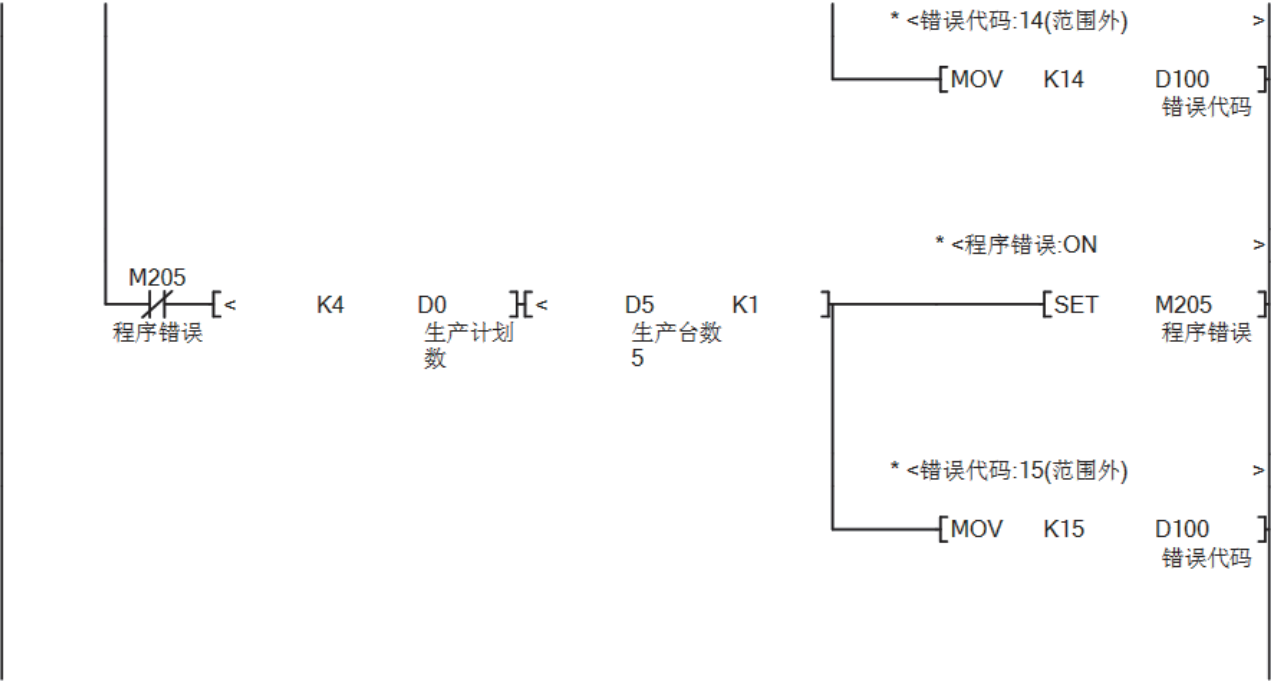 * <错误代码:14(范围外) >
[MOV K14 D100 ]
错误代码
* <程序错误:ON >
M205
[< K4 D0 ][< D5 K1 ] [SET M205 ]
程序错误 生产计划数 生产台数5 程序错误
* <错误代码:15(范围外) >
[MOV K15 D100 ]
错误代码